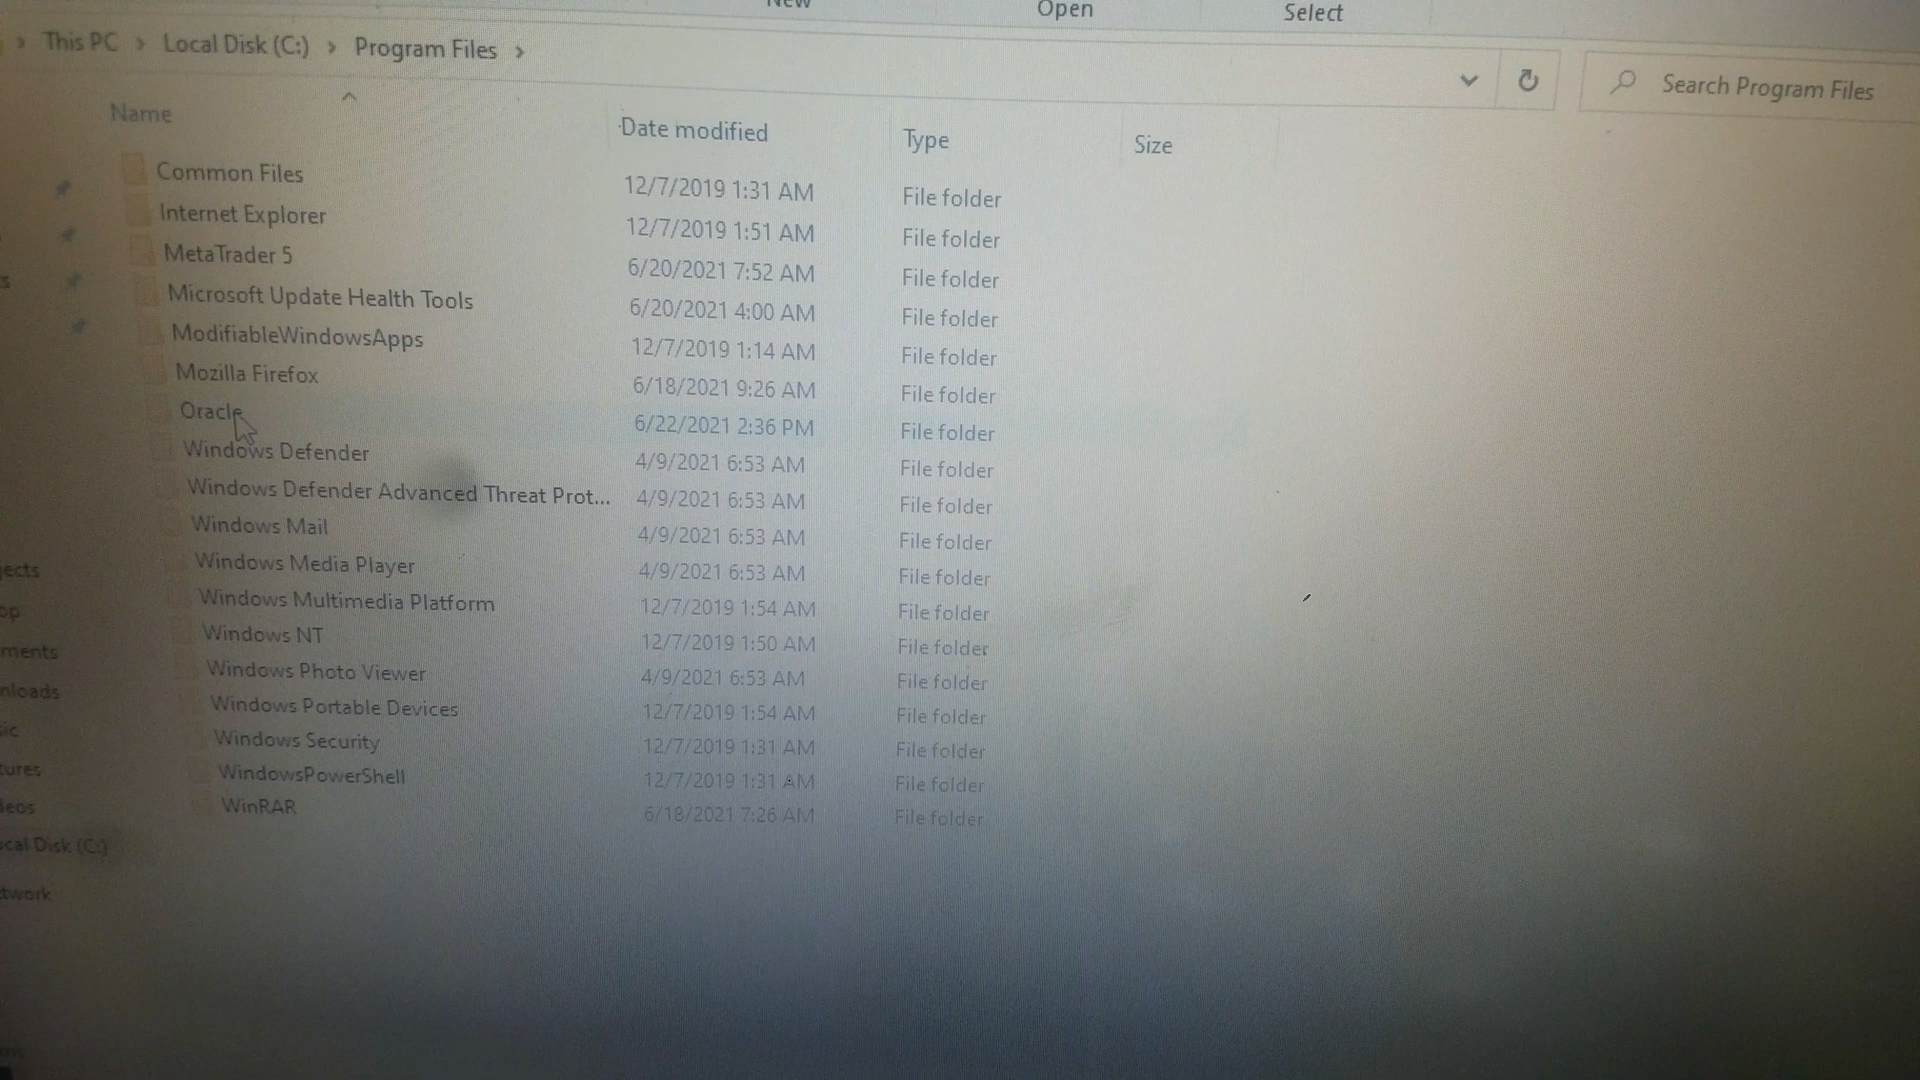 New Open Select
This PC > Local Disk (C:) > Program Files >
Search Program Files
Name Date modified Type Size
Common Files 12/7/2019 1:31 AM File folder
Internet Explorer 12/7/2019 1:51 AM File folder
MetaTrader 5 6/20/2021 7:52 AM File folder
Microsoft Update Health Tools 6/20/2021 4:00 AM File folder
ModifiableWindowsApps 12/7/2019 1:14 AM File folder
Mozilla Firefox 6/18/2021 9:26 AM File folder
Oracle 6/22/2021 2:36 PM File folder
Windows Defender 4/9/2021 6:53 AM File folder
Windows Defender Advanced Threat Prot... 4/9/2021 6:53 AM File folder
Windows Mail 4/9/2021 6:53 AM File folder
Windows Media Player 4/9/2021 6:53 AM File folder
Windows Multimedia Platform 12/7/2019 1:54 AM File folder
Windows NT 12/7/2019 1:50 AM File folder
Windows Photo Viewer 4/9/2021 6:53 AM File folder
Windows Portable Devices 12/7/2019 1:54 AM File folder
Windows Security 12/7/2019 1:31 AM File folder
WindowsPowerShell 12/7/2019 1:31 AM File folder
WinRAR 6/18/2021 7:26 AM File folder
s
jects
op
ments
nloads
sic
tures
deos
ocal Disk (C:)
twork